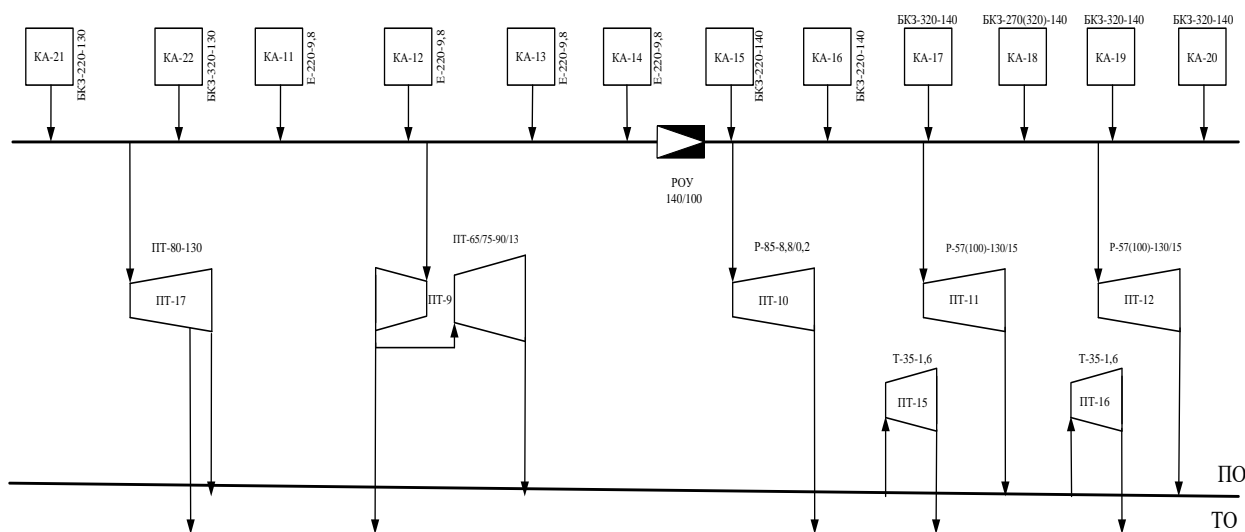 БКЗ-320-140
БКЗ-270(320)-140
БКЗ-320-140
БКЗ-320-140
КА-21
БКЗ-220-130
КА-22
БКЗ-320-130
КА-11
Е-220-9,8
КА-12
Е-220-9,8
КА-13
Е-220-9,8
КА-14
Е-220-9,8
КА-15
БКЗ-220-140
КА-16
БКЗ-220-140
КА-17
КА-18
КА-19
КА-20
РОУ
140/100
ПТ-80-130
ПТ-65/75-90/13
Р-85-8,8/0,2
Р-57(100)-130/15
Р-57(100)-130/15
ПТ-17
ПТ-9
ПТ-10
ПТ-11
ПТ-12
Т-35-1,6
Т-35-1,6
ПТ-15
ПТ-16
ПО
ТО